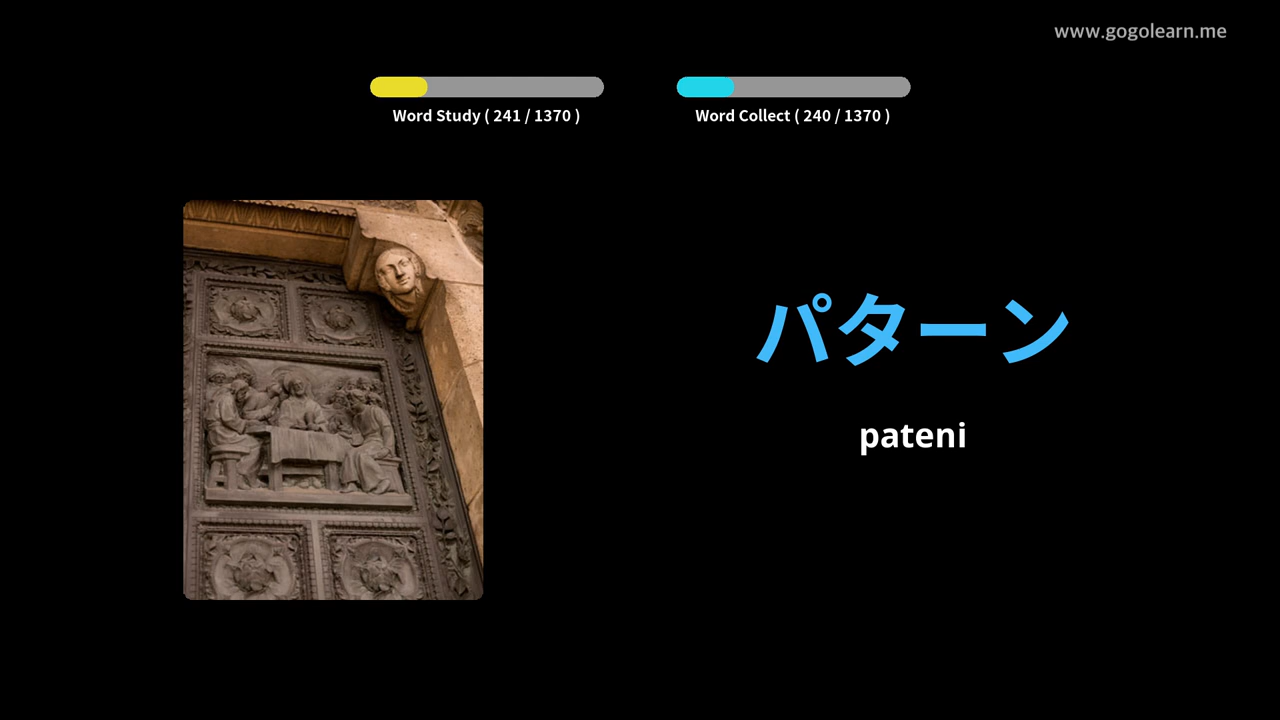 www.gogolearn.me
Word Study ( 241 / 1370 )
Word Collect ( 240 / 1370 )
パターン
pateni